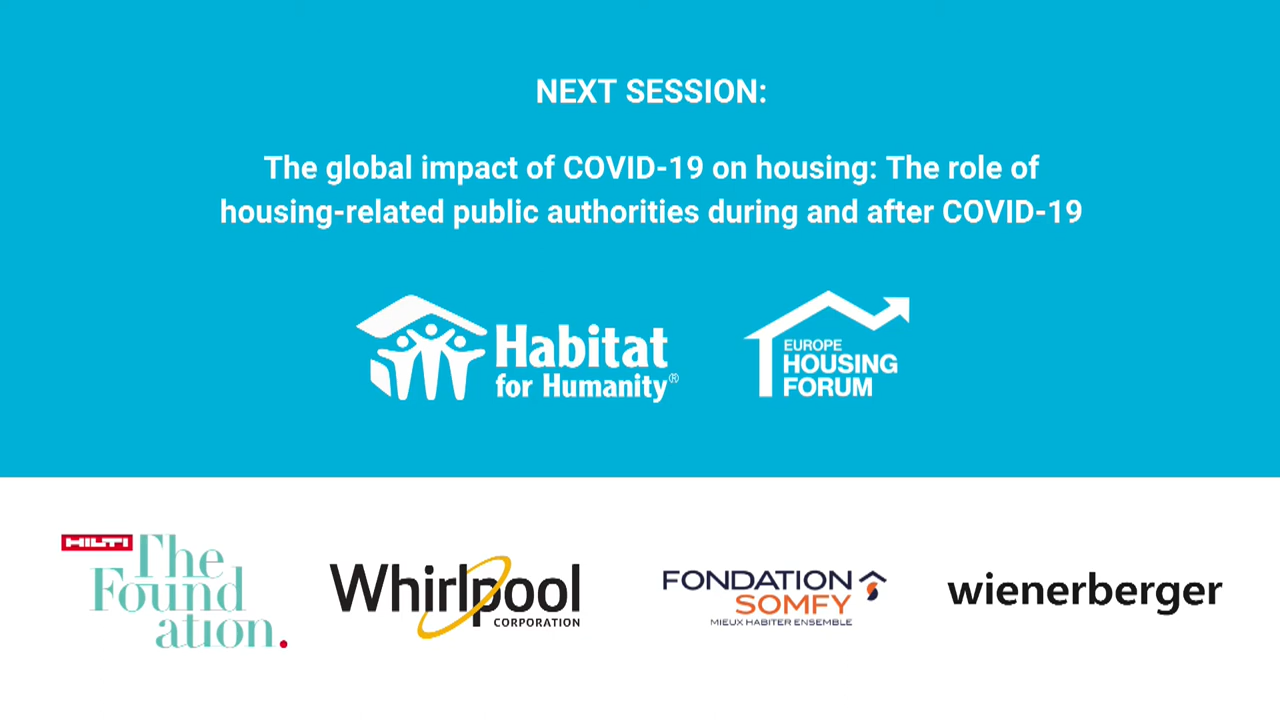 NEXT SESSION:
The global impact of COVID-19 on housing: The role of
housing-related public authorities during and after COVID-19
Habitat
for Humanity®
EUROPE
HOUSING
FORUM
HILTI
The
Found
ation.
Whirlpool
CORPORATION
FONDATION
SOMFY
MIEUX HABITER ENSEMBLE
wienerberger